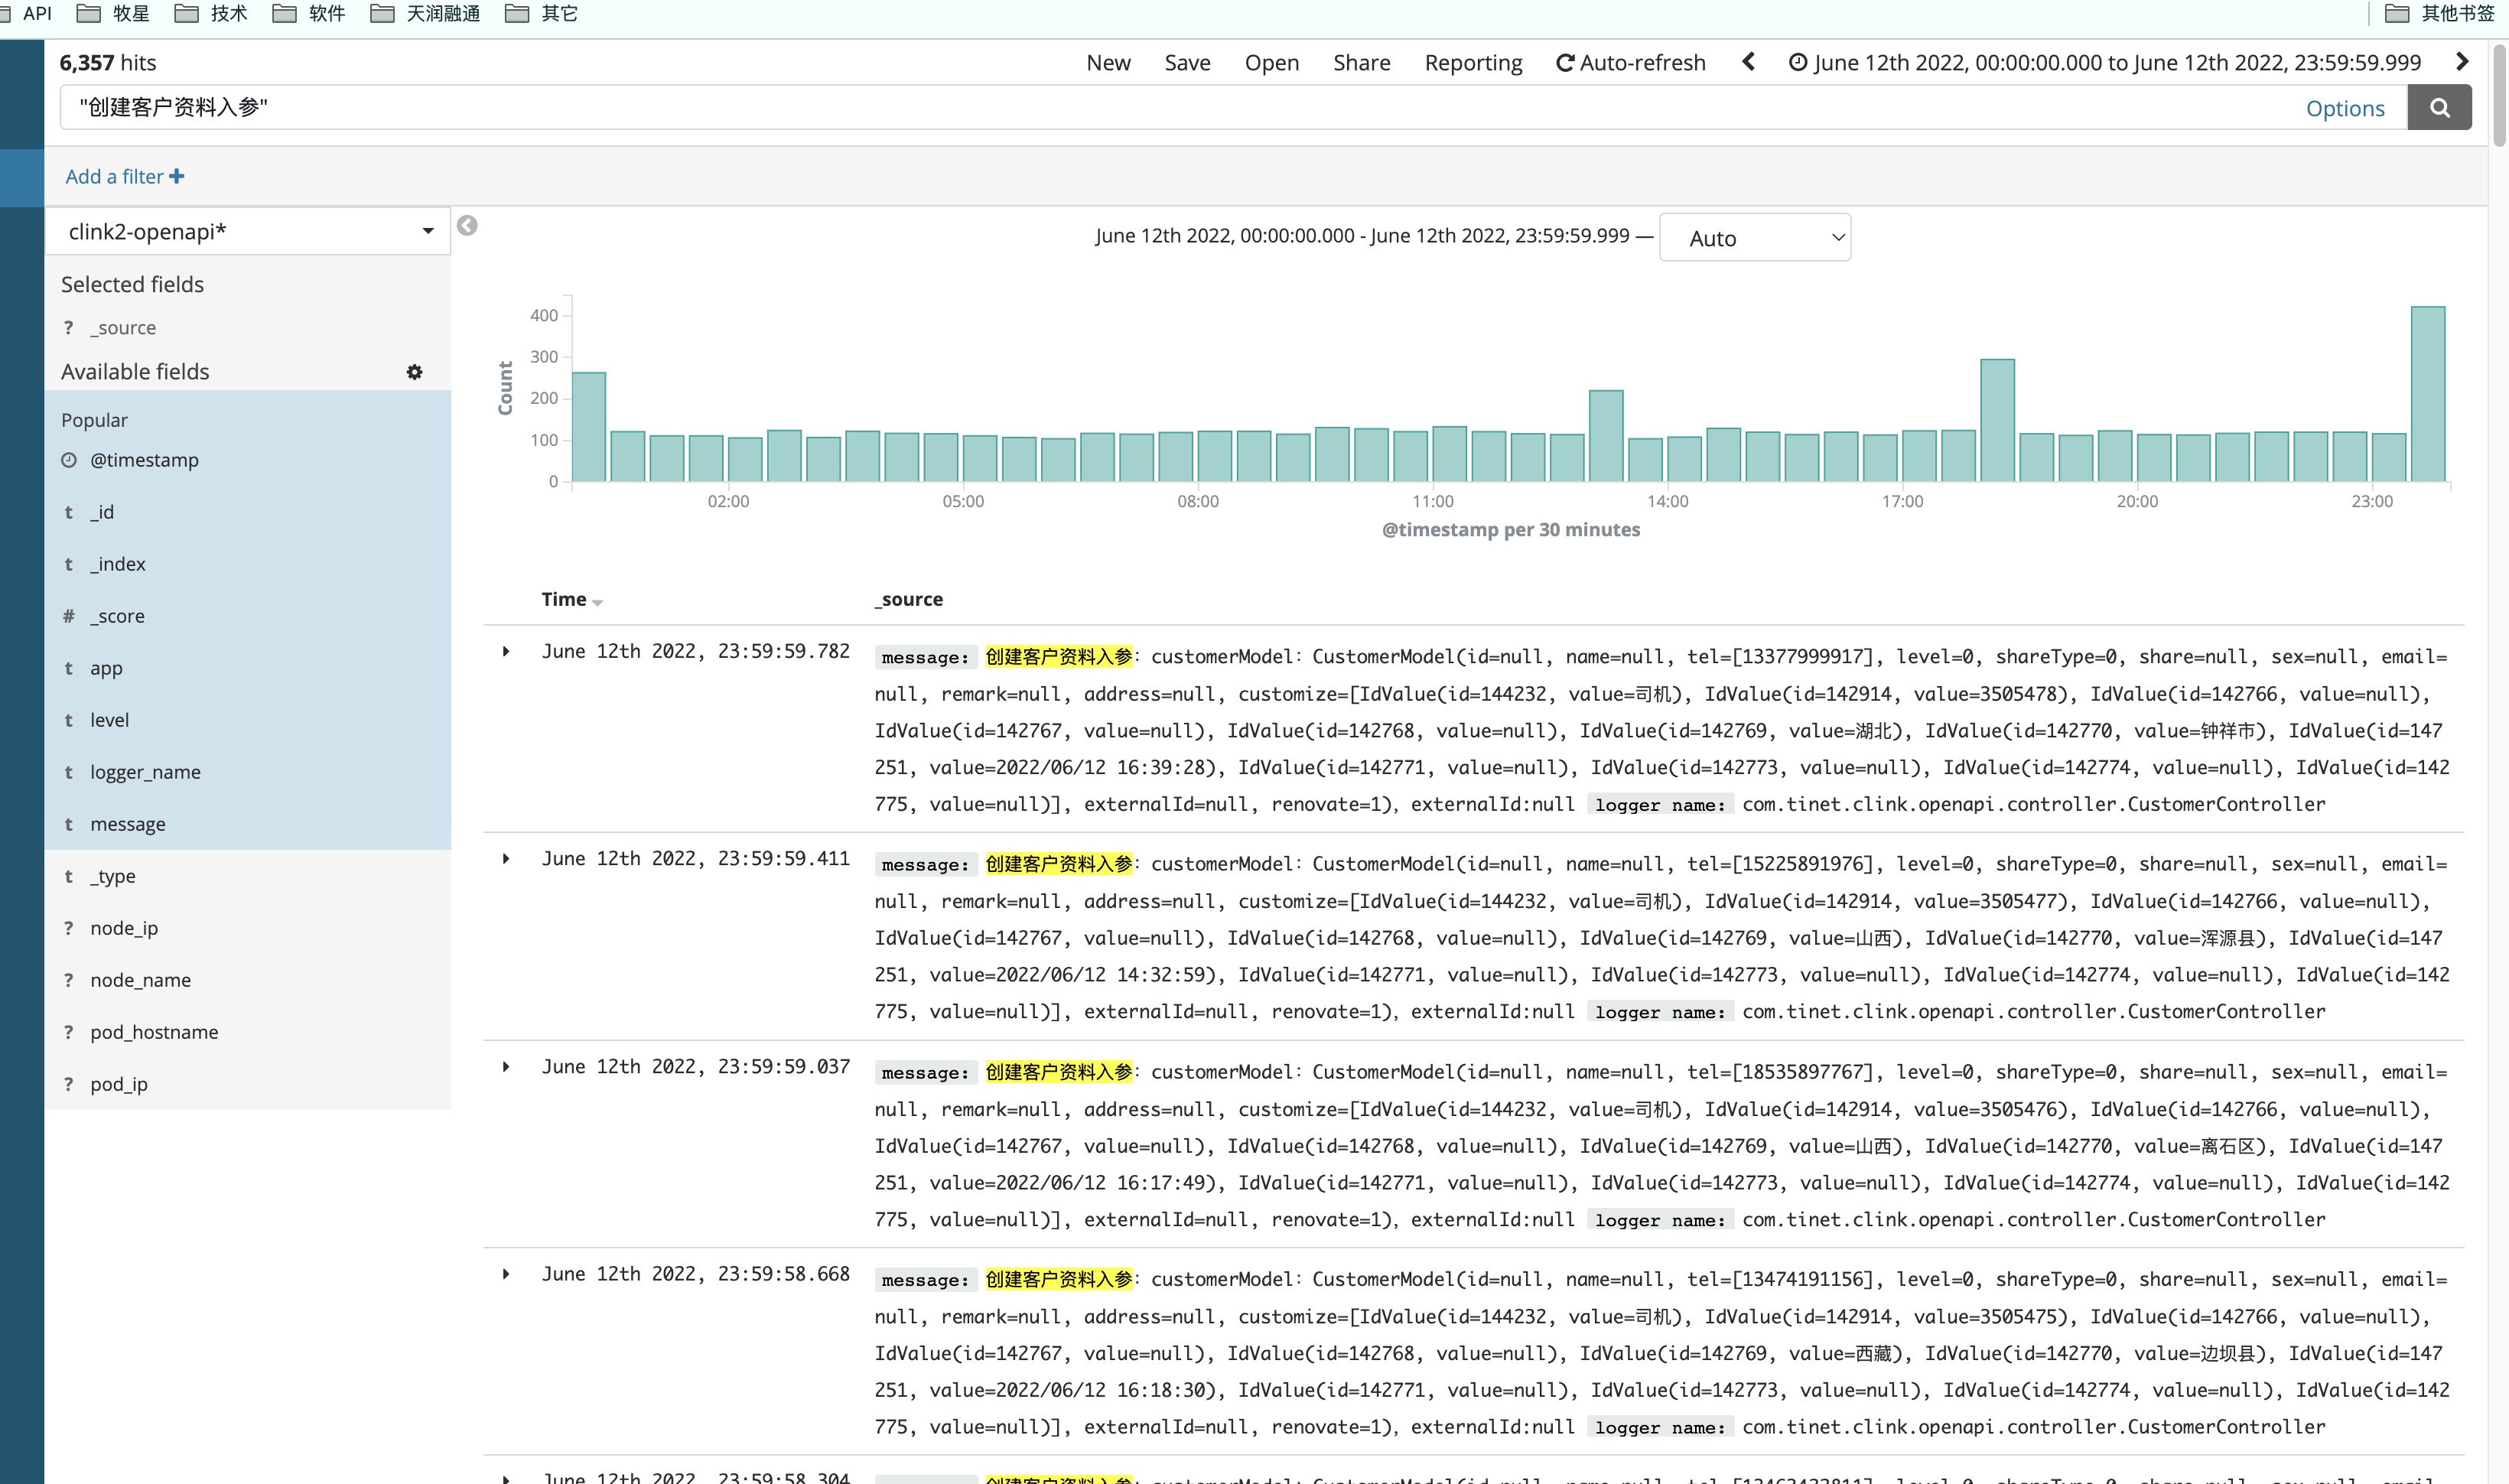 API 牧星 技术 软件 天润融通 其它 其他书签
6,357 hits New Save Open Share Reporting Auto-refresh June 12th 2022, 00:00:00.000 to June 12th 2022, 23:59:59.999
"创建客户资料入参" Options
Add a filter
clink2-openapi*
June 12th 2022, 00:00:00.000 - June 12th 2022, 23:59:59.999 — Auto
Selected fields
? _source
Available fields
Popular
@timestamp
t _id
t _index
# _score
t app
t level
t logger_name
t message
t _type
? node_ip
? node_name
? pod_hostname
? pod_ip
Count
400
300
200
100
0
02:00 05:00 08:00 11:00 14:00 17:00 20:00 23:00
@timestamp per 30 minutes
Time _source
June 12th 2022, 23:59:59.782 message: 创建客户资料入参: customerModel: CustomerModel(id=null, name=null, tel=[13377999917], level=0, shareType=0, share=null, sex=null, email=
null, remark=null, address=null, customize=[IdValue(id=144232, value=司机), IdValue(id=142914, value=3505478), IdValue(id=142766, value=null),
IdValue(id=142767, value=null), IdValue(id=142768, value=null), IdValue(id=142769, value=湖北), IdValue(id=142770, value=钟祥市), IdValue(id=147
251, value=2022/06/12 16:39:28), IdValue(id=142771, value=null), IdValue(id=142773, value=null), IdValue(id=142774, value=null), IdValue(id=142
775, value=null)], externalId=null, renovate=1), externalId:null logger_name: com.tinet.clink.openapi.controller.CustomerController
June 12th 2022, 23:59:59.411 message: 创建客户资料入参: customerModel: CustomerModel(id=null, name=null, tel=[15225891976], level=0, shareType=0, share=null, sex=null, email=
null, remark=null, address=null, customize=[IdValue(id=144232, value=司机), IdValue(id=142914, value=3505477), IdValue(id=142766, value=null),
IdValue(id=142767, value=null), IdValue(id=142768, value=null), IdValue(id=142769, value=山西), IdValue(id=142770, value=浑源县), IdValue(id=147
251, value=2022/06/12 14:32:59), IdValue(id=142771, value=null), IdValue(id=142773, value=null), IdValue(id=142774, value=null), IdValue(id=142
775, value=null)], externalId=null, renovate=1), externalId:null logger_name: com.tinet.clink.openapi.controller.CustomerController
June 12th 2022, 23:59:59.037 message: 创建客户资料入参: customerModel: CustomerModel(id=null, name=null, tel=[18535897767], level=0, shareType=0, share=null, sex=null, email=
null, remark=null, address=null, customize=[IdValue(id=144232, value=司机), IdValue(id=142914, value=3505476), IdValue(id=142766, value=null),
IdValue(id=142767, value=null), IdValue(id=142768, value=null), IdValue(id=142769, value=山西), IdValue(id=142770, value=离石区), IdValue(id=147
251, value=2022/06/12 16:17:49), IdValue(id=142771, value=null), IdValue(id=142773, value=null), IdValue(id=142774, value=null), IdValue(id=142
775, value=null)], externalId=null, renovate=1), externalId:null logger_name: com.tinet.clink.openapi.controller.CustomerController
June 12th 2022, 23:59:58.668 message: 创建客户资料入参: customerModel: CustomerModel(id=null, name=null, tel=[13474191156], level=0, shareType=0, share=null, sex=null, email=
null, remark=null, address=null, customize=[IdValue(id=144232, value=司机), IdValue(id=142914, value=3505475), IdValue(id=142766, value=null),
IdValue(id=142767, value=null), IdValue(id=142768, value=null), IdValue(id=142769, value=西藏), IdValue(id=142770, value=边坝县), IdValue(id=147
251, value=2022/06/12 16:18:30), IdValue(id=142771, value=null), IdValue(id=142773, value=null), IdValue(id=142774, value=null), IdValue(id=142
775, value=null)], externalId=null, renovate=1), externalId:null logger_name: com.tinet.clink.openapi.controller.CustomerController
June 12th 2022, 23:59:58.304